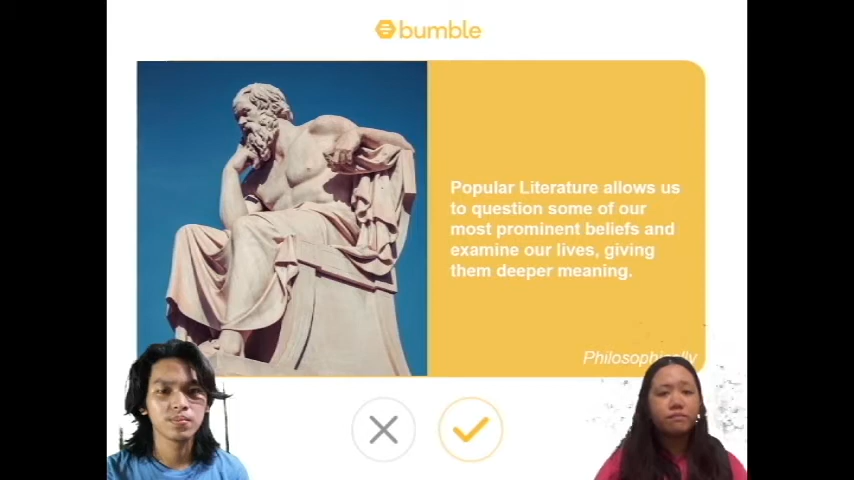 bumble
Popular Literature allows us
to question some of our
most prominent beliefs and
examine our lives, giving
them deeper meaning.
Philosophically